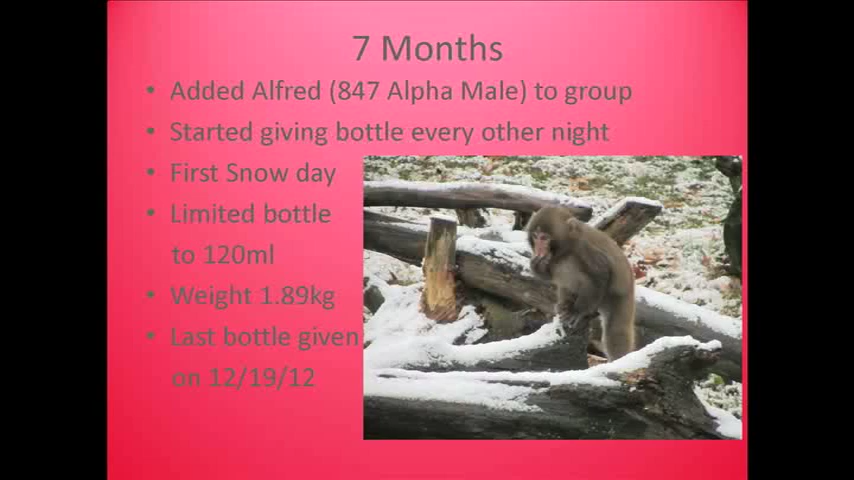 7 Months
• Added Alfred (847 Alpha Male) to group
• Started giving bottle every other night
• First Snow day
• Limited bottle
to 120ml
• Weight 1.89kg
• Last bottle given
on 12/19/12